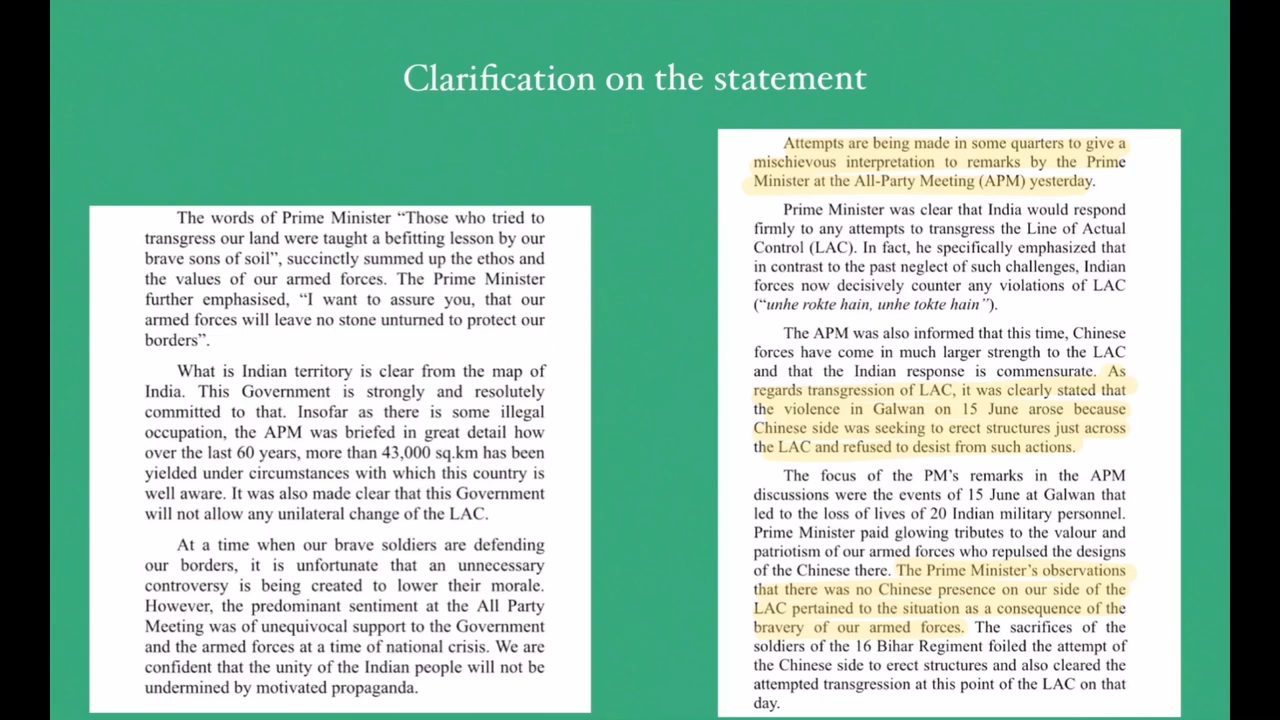 Clarification on the statement
The words of Prime Minister “Those who tried to
transgress our land were taught a befitting lesson by our
brave sons of soil”, succinctly summed up the ethos and
the values of our armed forces. The Prime Minister
further emphasised, “I want to assure you, that our
armed forces will leave no stone unturned to protect our
borders”.
What is Indian territory is clear from the map of
India. This Government is strongly and resolutely
committed to that. Insofar as there is some illegal
occupation, the APM was briefed in great detail how
over the last 60 years, more than 43,000 sq.km has been
yielded under circumstances with which this country is
well aware. It was also made clear that this Government
will not allow any unilateral change of the LAC.
At a time when our brave soldiers are defending
our borders, it is unfortunate that an unnecessary
controversy is being created to lower their morale.
However, the predominant sentiment at the All Party
Meeting was of unequivocal support to the Government
and the armed forces at a time of national crisis. We are
confident that the unity of the Indian people will not be
undermined by motivated propaganda.
Attempts are being made in some quarters to give a
mischievous interpretation to remarks by the Prime
Minister at the All-Party Meeting (APM) yesterday.
Prime Minister was clear that India would respond
firmly to any attempts to transgress the Line of Actual
Control (LAC). In fact, he specifically emphasized that
in contrast to the past neglect of such challenges, Indian
forces now decisively counter any violations of LAC
(“unhe rokte hain, unhe tokte hain”).
The APM was also informed that this time, Chinese
forces have come in much larger strength to the LAC
and that the Indian response is commensurate. As
regards transgression of LAC, it was clearly stated that
the violence in Galwan on 15 June arose because
Chinese side was seeking to erect structures just across
the LAC and refused to desist from such actions.
The focus of the PM’s remarks in the APM
discussions were the events of 15 June at Galwan that
led to the loss of lives of 20 Indian military personnel.
Prime Minister paid glowing tributes to the valour and
patriotism of our armed forces who repulsed the designs
of the Chinese there. The Prime Minister’s observations
that there was no Chinese presence on our side of the
LAC pertained to the situation as a consequence of the
bravery of our armed forces. The sacrifices of the
soldiers of the 16 Bihar Regiment foiled the attempt of
the Chinese side to erect structures and also cleared the
attempted transgression at this point of the LAC on that
day.